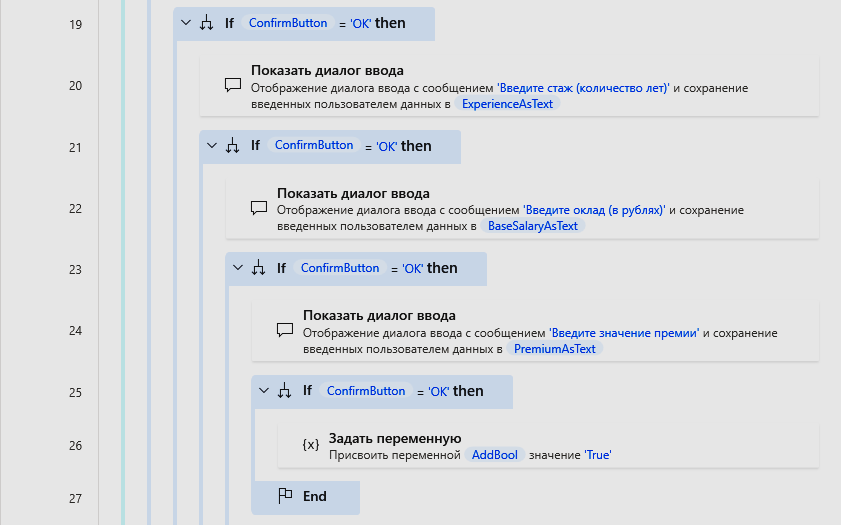 19 If ConfirmButton = 'OK' then
20 Показать диалог ввода
Отображение диалога ввода с сообщением 'Введите стаж (количество лет)' и сохранение
введенных пользователем данных в ExperienceAsText
21 If ConfirmButton = 'OK' then
22 Показать диалог ввода
Отображение диалога ввода с сообщением 'Введите оклад (в рублях)' и сохранение
введенных пользователем данных в BaseSalaryAsText
23 If ConfirmButton = 'OK' then
24 Показать диалог ввода
Отображение диалога ввода с сообщением 'Введите значение премии' и сохранение
введенных пользователем данных в PremiumAsText
25 If ConfirmButton = 'OK' then
26 {x} Задать переменную
Присвоить переменной AddBool значение 'True'
27 End